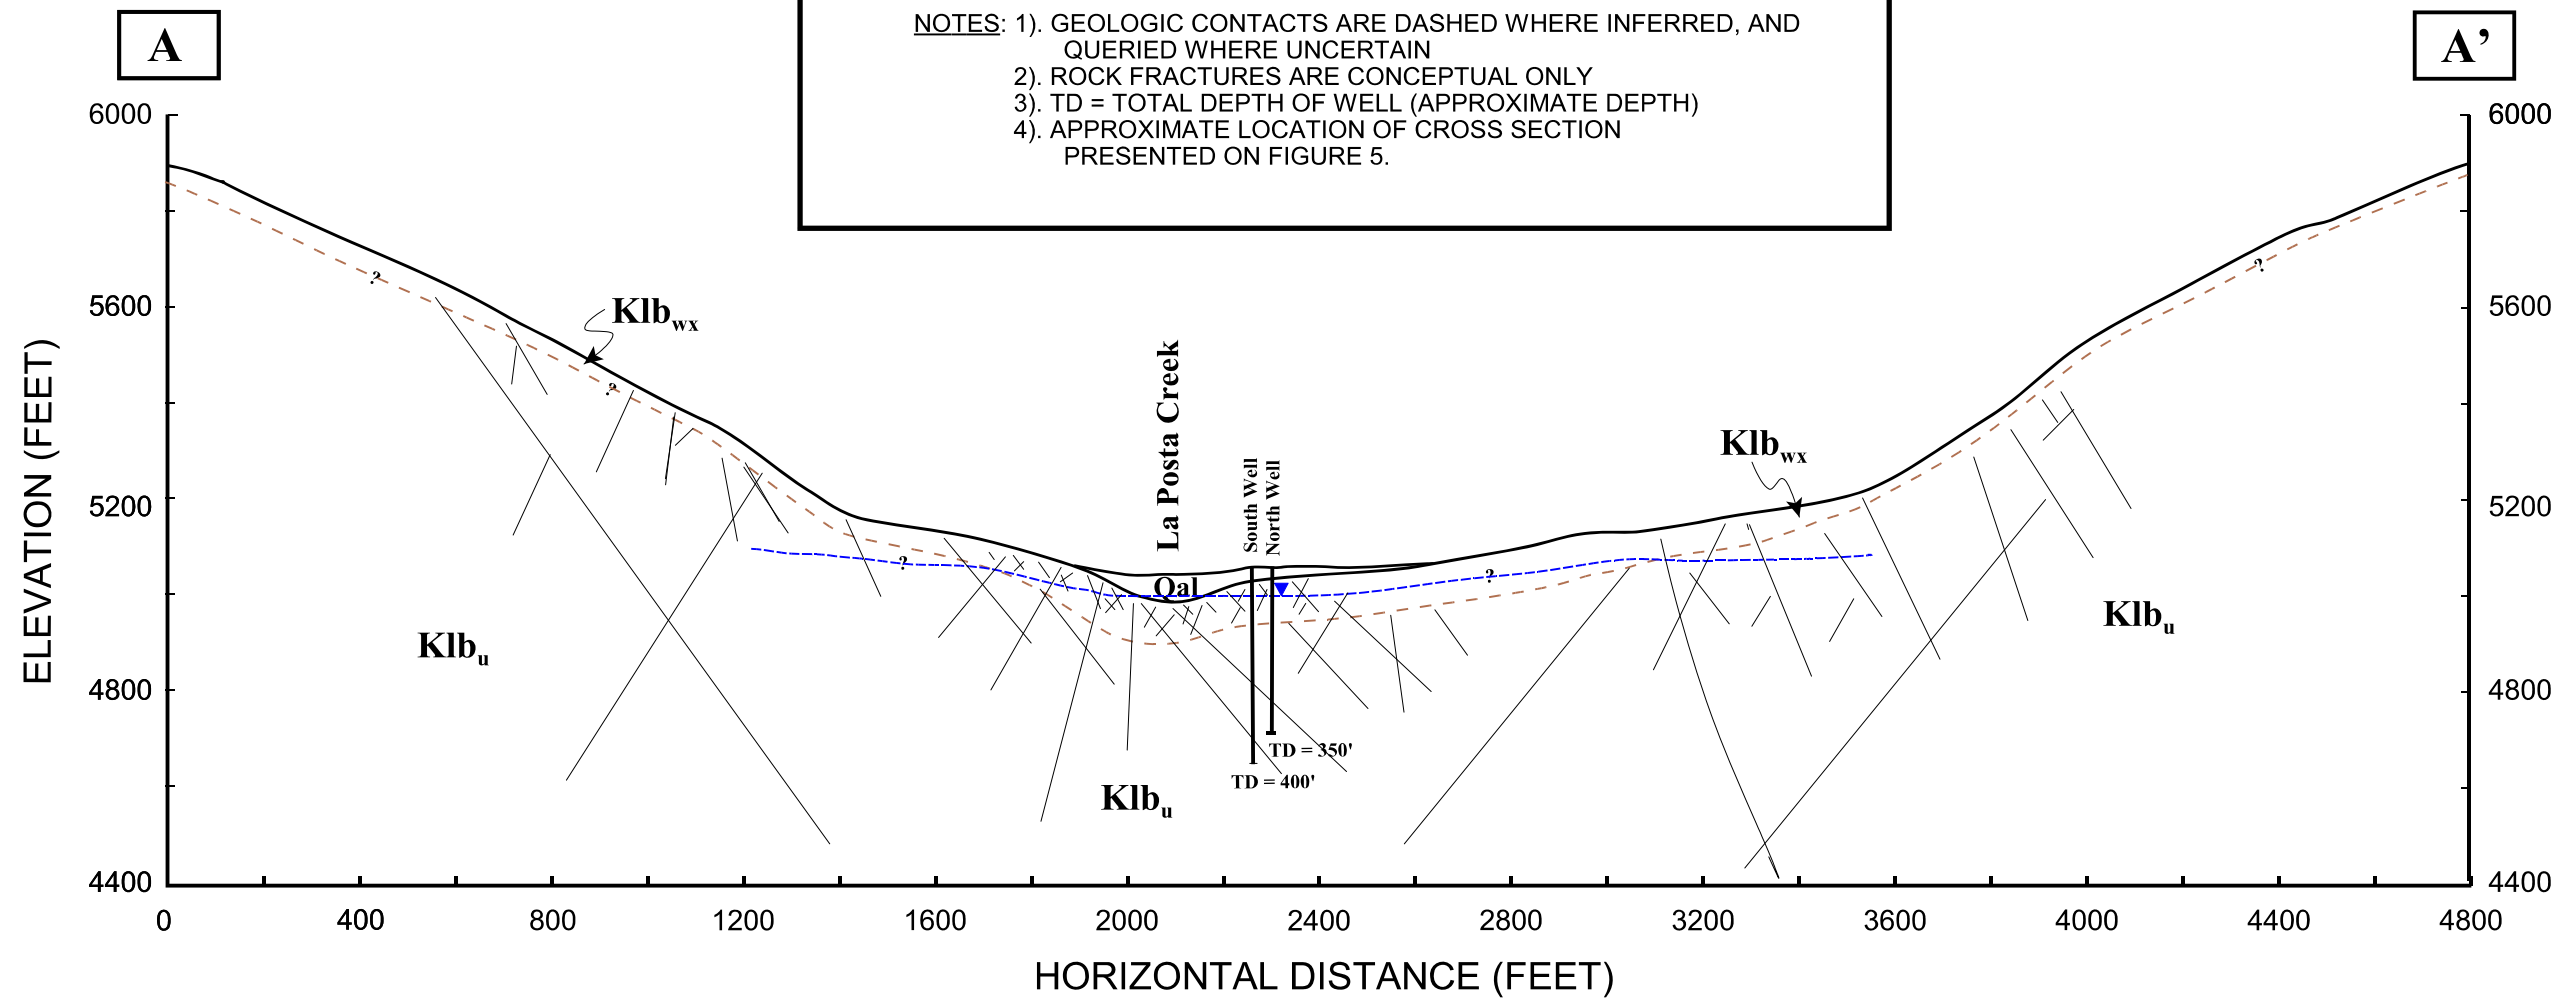 A
A’
NOTES: 1). GEOLOGIC CONTACTS ARE DASHED WHERE INFERRED, AND
QUERIED WHERE UNCERTAIN
2). ROCK FRACTURES ARE CONCEPTUAL ONLY
3). TD = TOTAL DEPTH OF WELL (APPROXIMATE DEPTH)
4). APPROXIMATE LOCATION OF CROSS SECTION
PRESENTED ON FIGURE 5.
ELEVATION (FEET)
6000
5600
5200
4800
4400
6000
5600
5200
4800
4400
?
?
?
?
?
Klbwx
Klbwx
La Posta Creek
South Well
North Well
Qal
Klbu
Klbu
Klbu
TD = 350'
TD = 400'
0 400 800 1200 1600 2000 2400 2800 3200 3600 4000 4400 4800
HORIZONTAL DISTANCE (FEET)